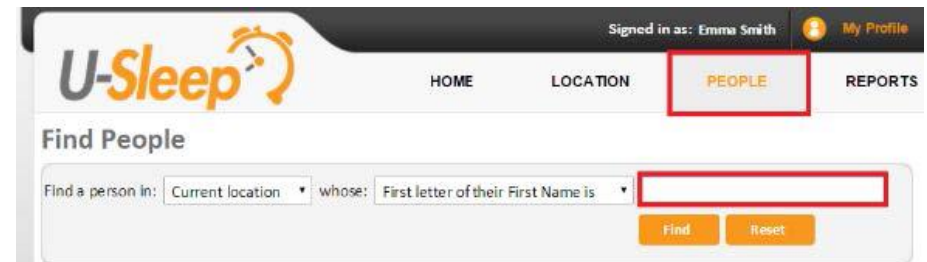 Signed in as: Emma Smith My Profile
U-Sleep
HOME LOCATION PEOPLE REPORTS
Find People
Find a person in: Current location whose: First letter of their First Name is
Find Reset